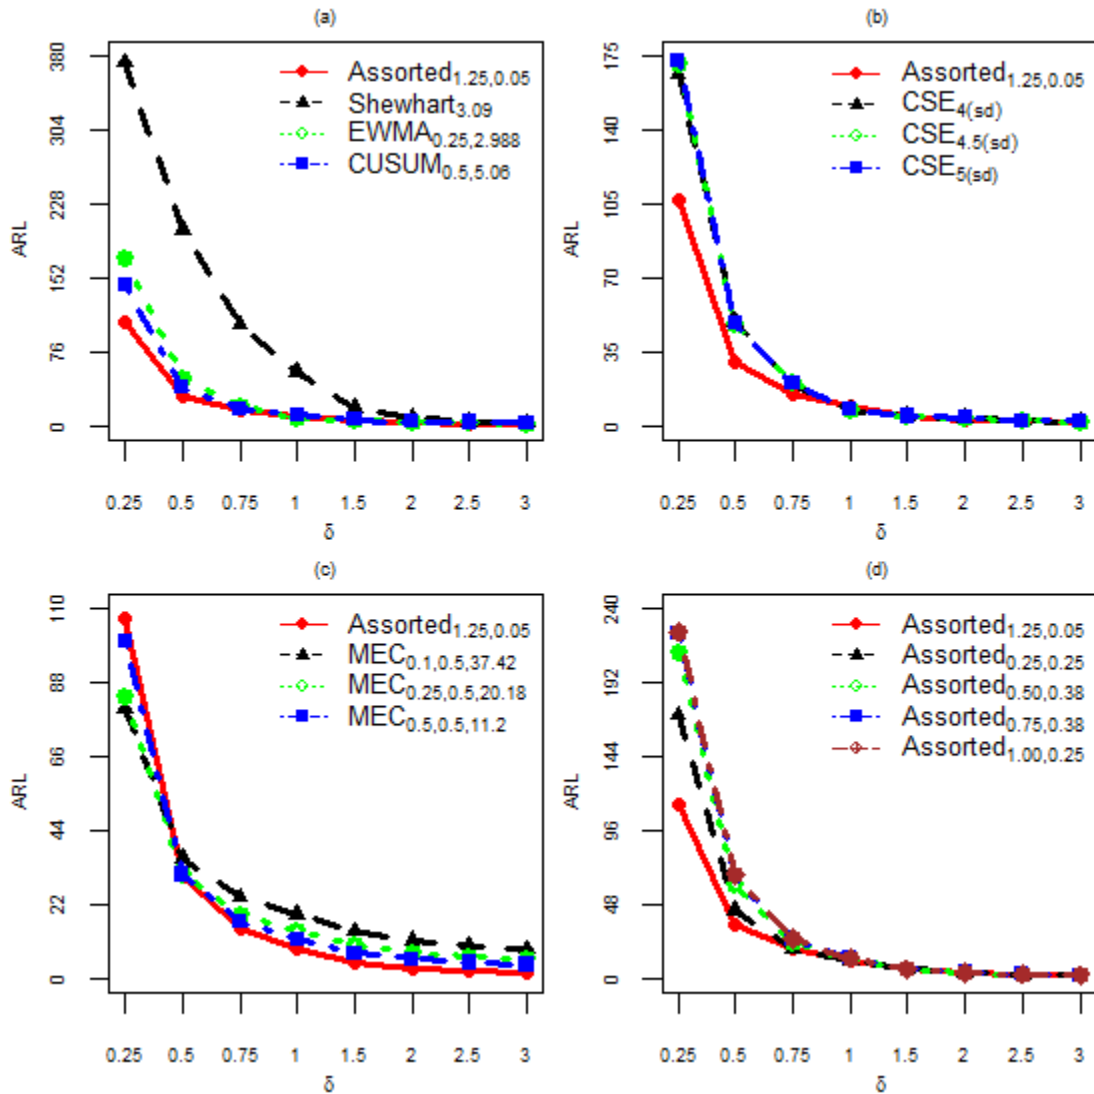 (a)
ARL
380
304
228
152
76
0
Assorted1.25,0.05
Shewhart3.09
EWMA0.25,2.988
CUSUM0.5,5.06
0.25 0.5 0.75 1 1.5 2 2.5 3
δ
(b)
ARL
175
140
105
70
35
0
Assorted1.25,0.05
CSE4(sd)
CSE4.5(sd)
CSE5(sd)
0.25 0.5 0.75 1 1.5 2 2.5 3
δ
(c)
ARL
110
88
66
44
22
0
Assorted1.25,0.05
MEC0.1,0.5,37.42
MEC0.25,0.5,20.18
MEC0.5,0.5,11.2
0.25 0.5 0.75 1 1.5 2 2.5 3
δ
(d)
ARL
240
192
144
96
48
0
Assorted1.25,0.05
Assorted0.25,0.25
Assorted0.50,0.38
Assorted0.75,0.38
Assorted1.00,0.25
0.25 0.5 0.75 1 1.5 2 2.5 3
δ